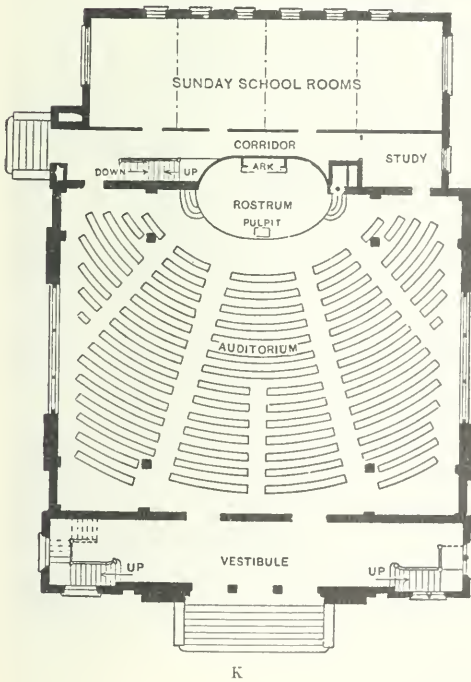 SUNDAY SCHOOL ROOMS
CORRIDOR
ARK
DOWN UP
STUDY
ROSTRUM
PULPIT
AUDITORIUM
VESTIBULE
UP
UP
K